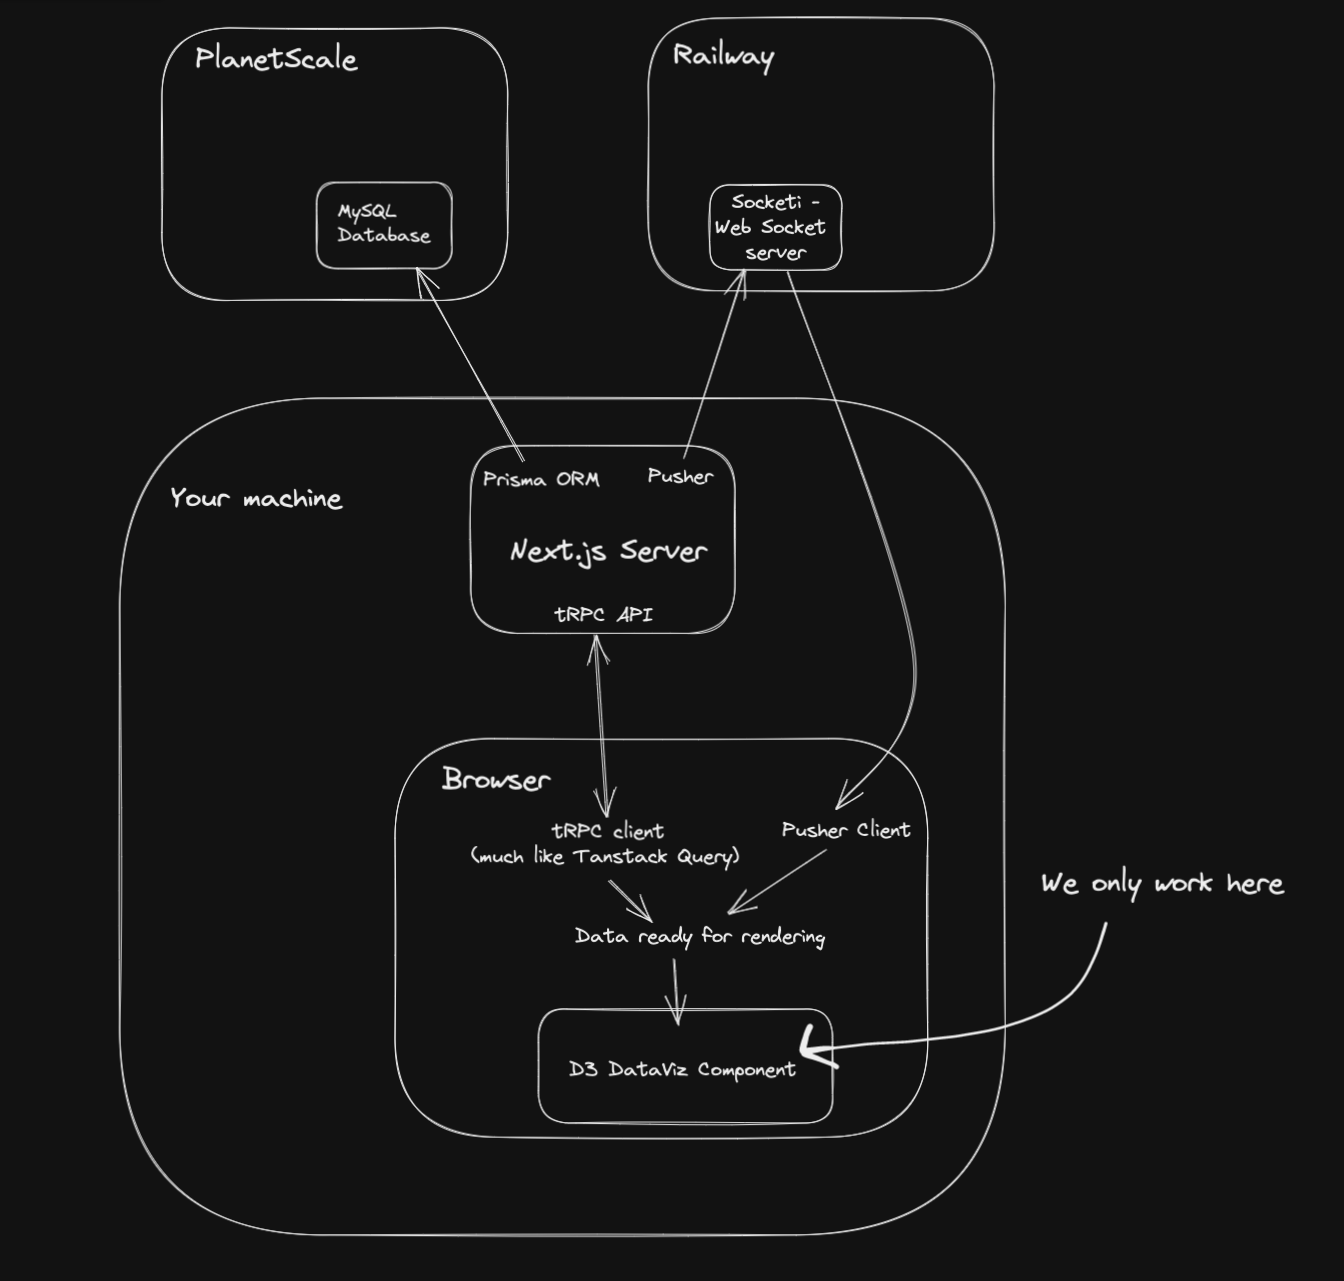 PlanetScale
Railway
MySQL
Database
Socketi -
Web Socket
server
Your machine
Prisma ORM
Pusher
Next.js Server
tRPC API
Browser
tRPC client
(much like Tanstack Query)
Pusher Client
Data ready for rendering
We only work here
D3 DataViz Component